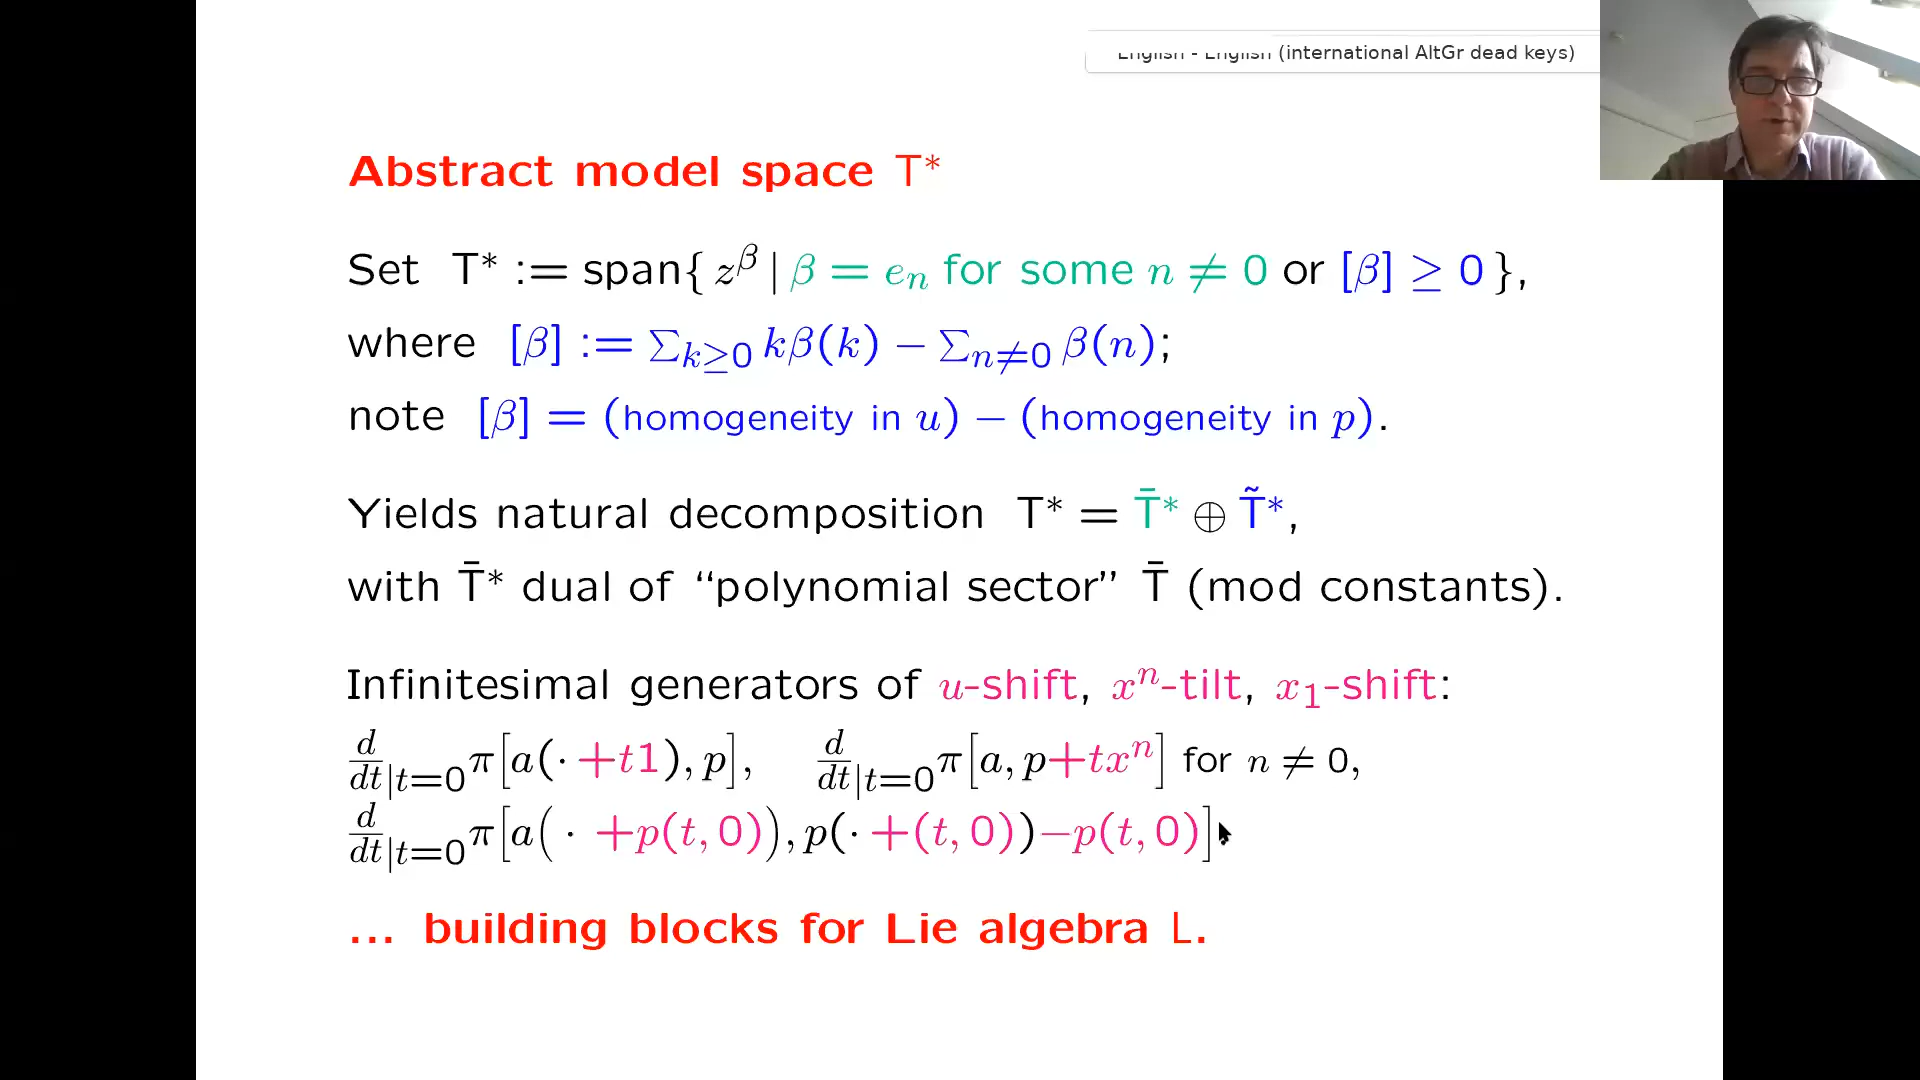 English - English (international AltGr dead keys)
Abstract model space T*
Set T* := span{ z^β | β = e_n for some n ≠ 0 or [β] ≥ 0 },
where [β] := Σ_{k≥0} kβ(k) − Σ_{n≠0} β(n);
note [β] = (homogeneity in u) − (homogeneity in p).
Yields natural decomposition T* = T̄* ⊕ T̃*,
with T̄* dual of “polynomial sector” T̄ (mod constants).
Infinitesimal generators of u-shift, x^n-tilt, x_1-shift:
d/dt|t=0 π[a(· +t1), p], d/dt|t=0 π[a, p+tx^n] for n ≠ 0,
d/dt|t=0 π[a( · +p(t, 0)), p(· +(t, 0))−p(t, 0)]
... building blocks for Lie algebra L.